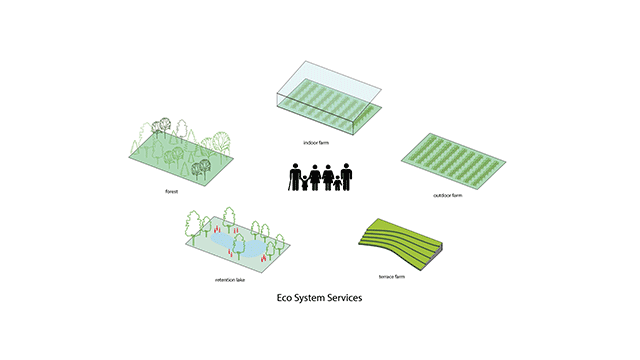 indoor farm
forest
outdoor farm
retention lake
terrace farm
Eco System Services